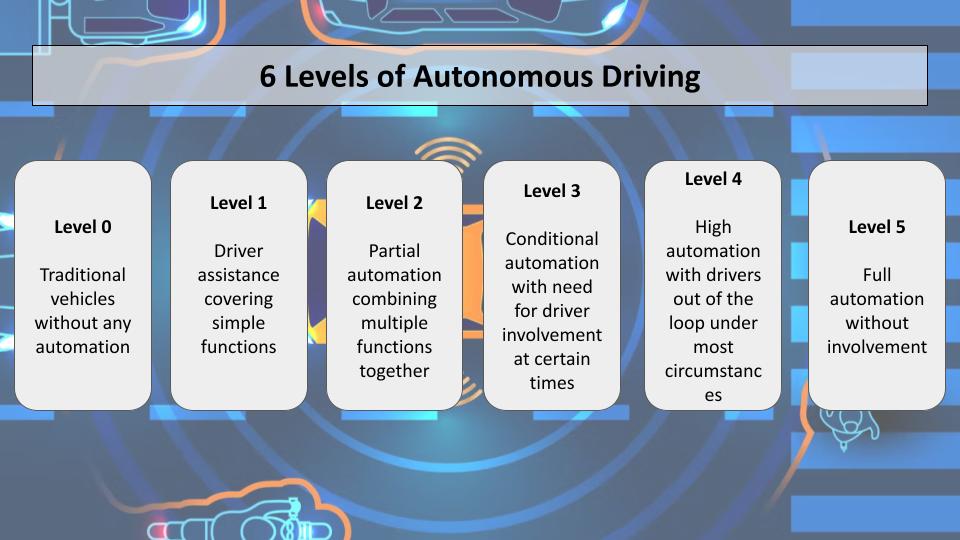 6 Levels of Autonomous Driving
Level 0
Traditional
vehicles
without any
automation
Level 1
Driver
assistance
covering
simple
functions
Level 2
Partial
automation
combining
multiple
functions
together
Level 3
Conditional
automation
with need
for driver
involvement
at certain
times
Level 4
High
automation
with drivers
out of the
loop under
most
circumstanc
es
Level 5
Full
automation
without
involvement